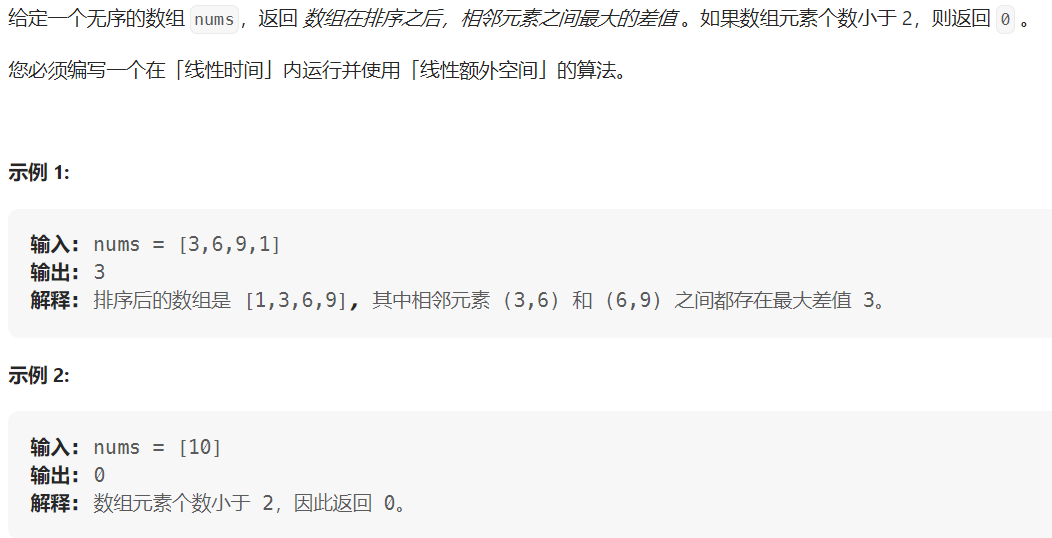 给定一个无序的数组 nums，返回 数组在排序之后，相邻元素之间最大的差值 。如果数组元素个数小于 2，则返回 0 。
您必须编写一个在「线性时间」内运行并使用「线性额外空间」的算法。
示例 1:
输入: nums = [3,6,9,1]
输出: 3
解释: 排序后的数组是 [1,3,6,9], 其中相邻元素 (3,6) 和 (6,9) 之间都存在最大差值 3。
示例 2:
输入: nums = [10]
输出: 0
解释: 数组元素个数小于 2，因此返回 0。